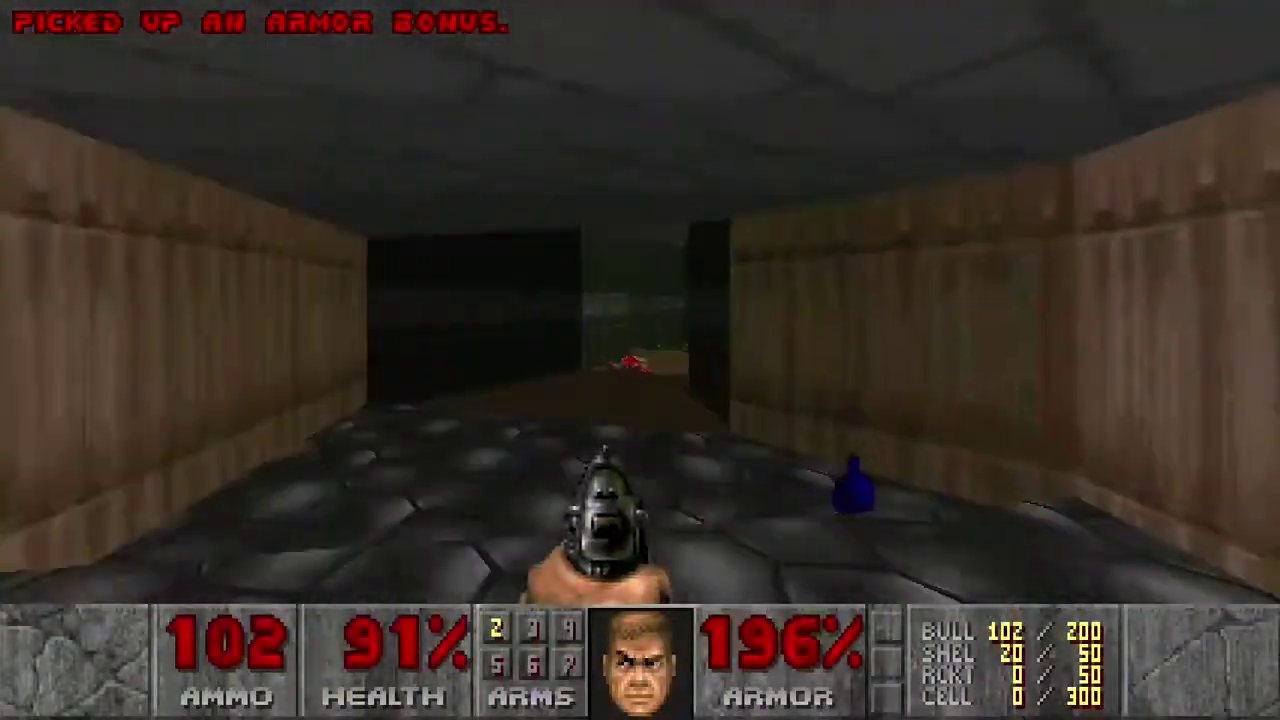 PICKED UP AN ARMOR BONUS.
102 91% 2 3 4 196% BULL 102 / 200
5 6 7 SHEL 20 / 50
RCKT 0 / 50
AMMO HEALTH ARMS ARMOR CELL 0 / 300